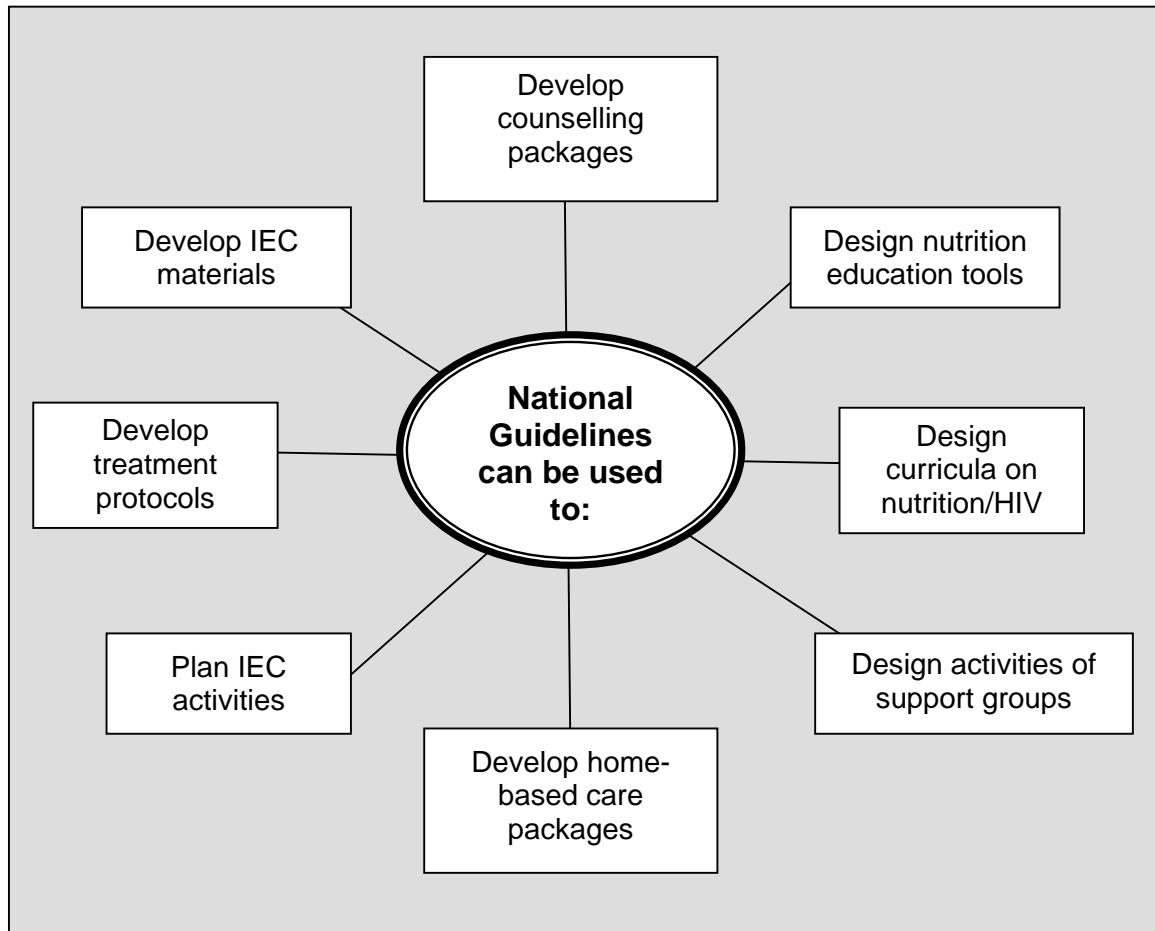 Develop
counselling
packages
Develop IEC
materials
Design nutrition
education tools
National
Guidelines
can be used
to:
Develop
treatment
protocols
Design
curricula on
nutrition/HIV
Plan IEC
activities
Design activities of
support groups
Develop home-
based care
packages